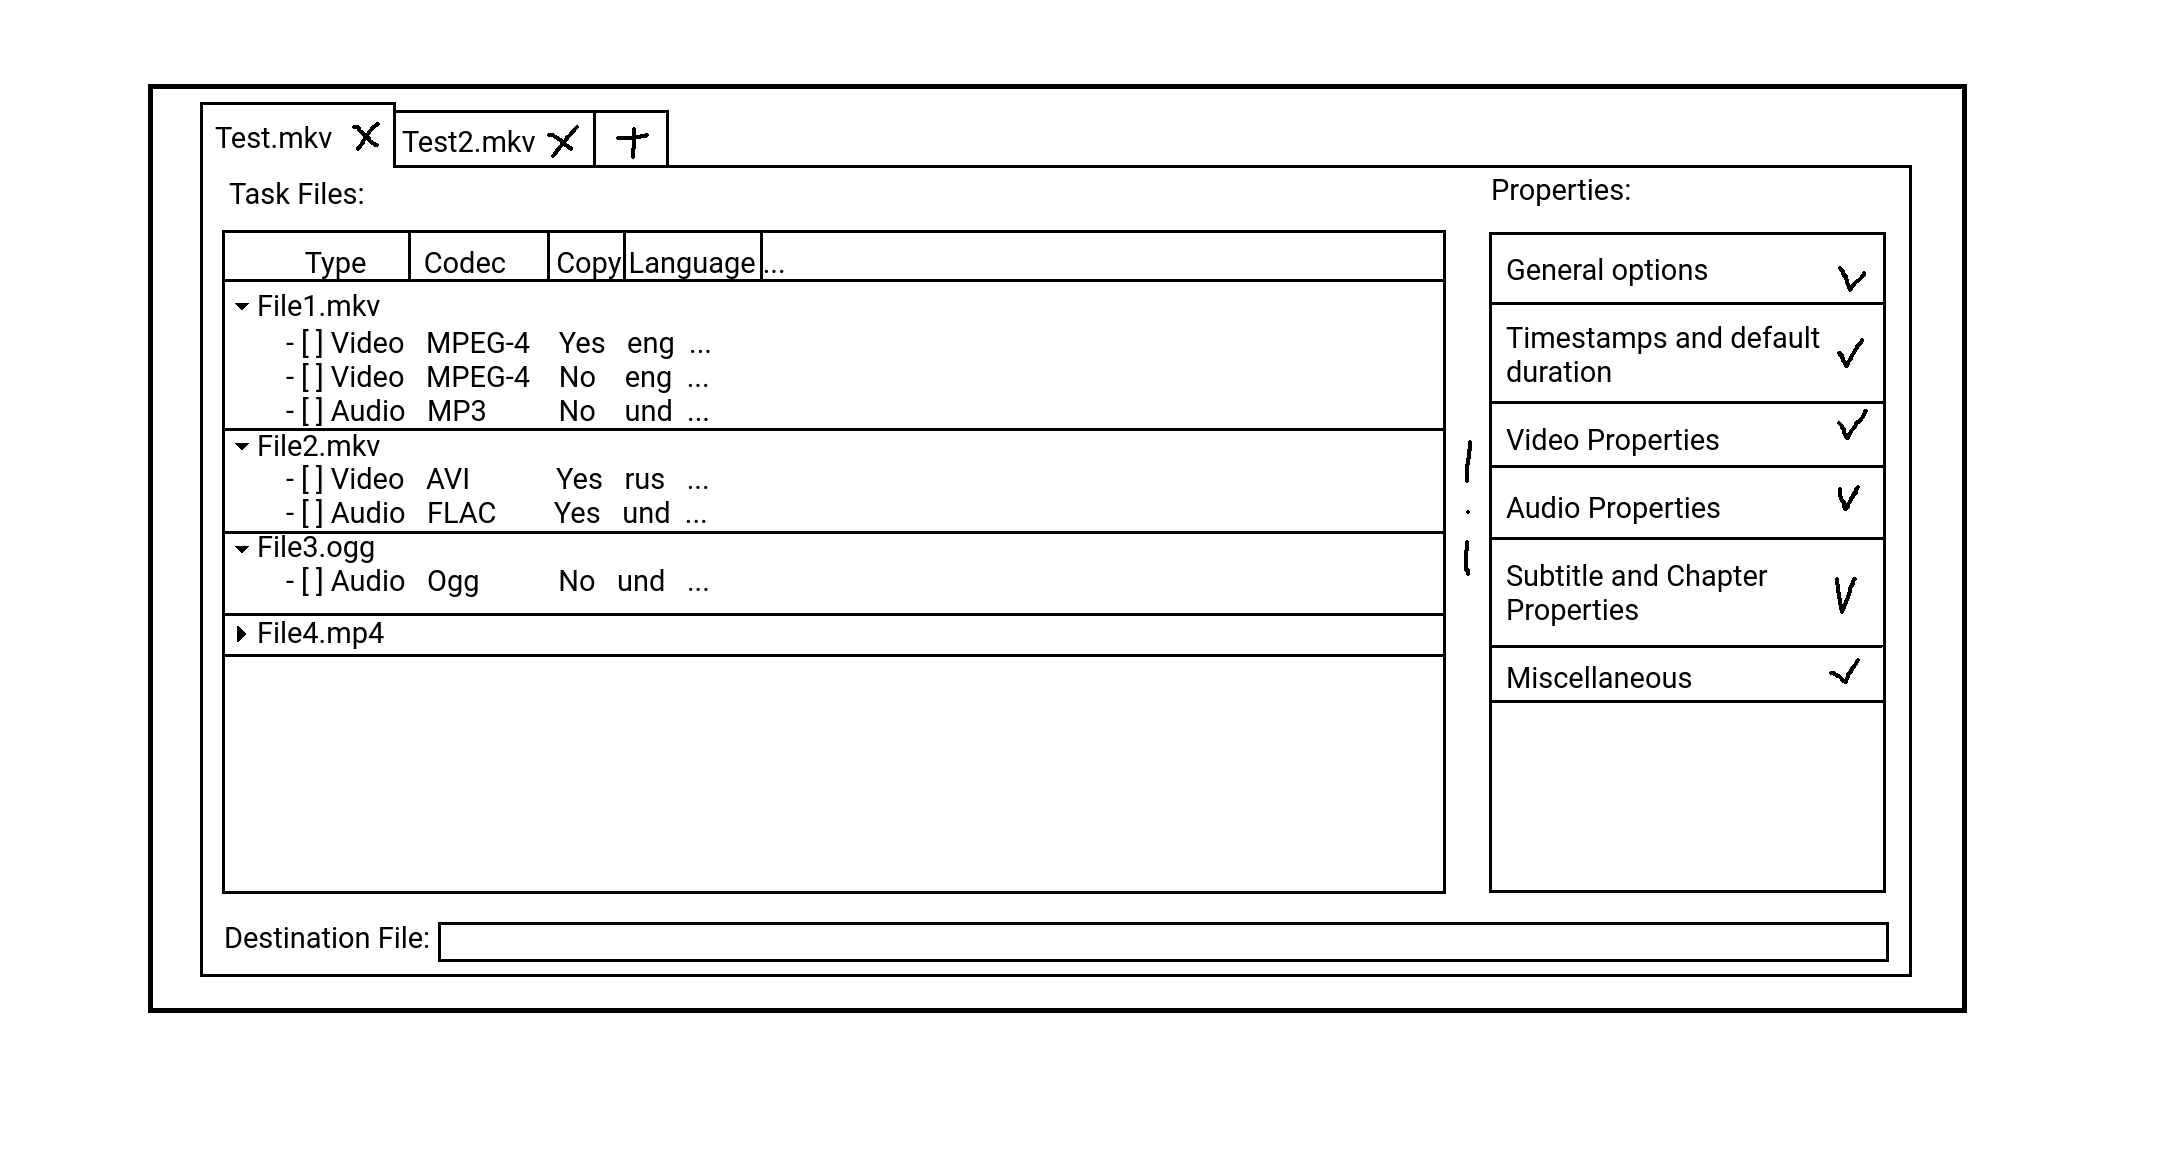 Test.mkv X Test2.mkv X +
Task Files:
Properties:
Type Codec Copy Language ...
File1.mkv
- [ ] Video MPEG-4 Yes eng ...
- [ ] Video MPEG-4 No eng ...
- [ ] Audio MP3 No und ...
File2.mkv
- [ ] Video AVI Yes rus ...
- [ ] Audio FLAC Yes und ...
File3.ogg
- [ ] Audio Ogg No und ...
File4.mp4
General options
Timestamps and default
duration
Video Properties
Audio Properties
Subtitle and Chapter
Properties
Miscellaneous
Destination File: